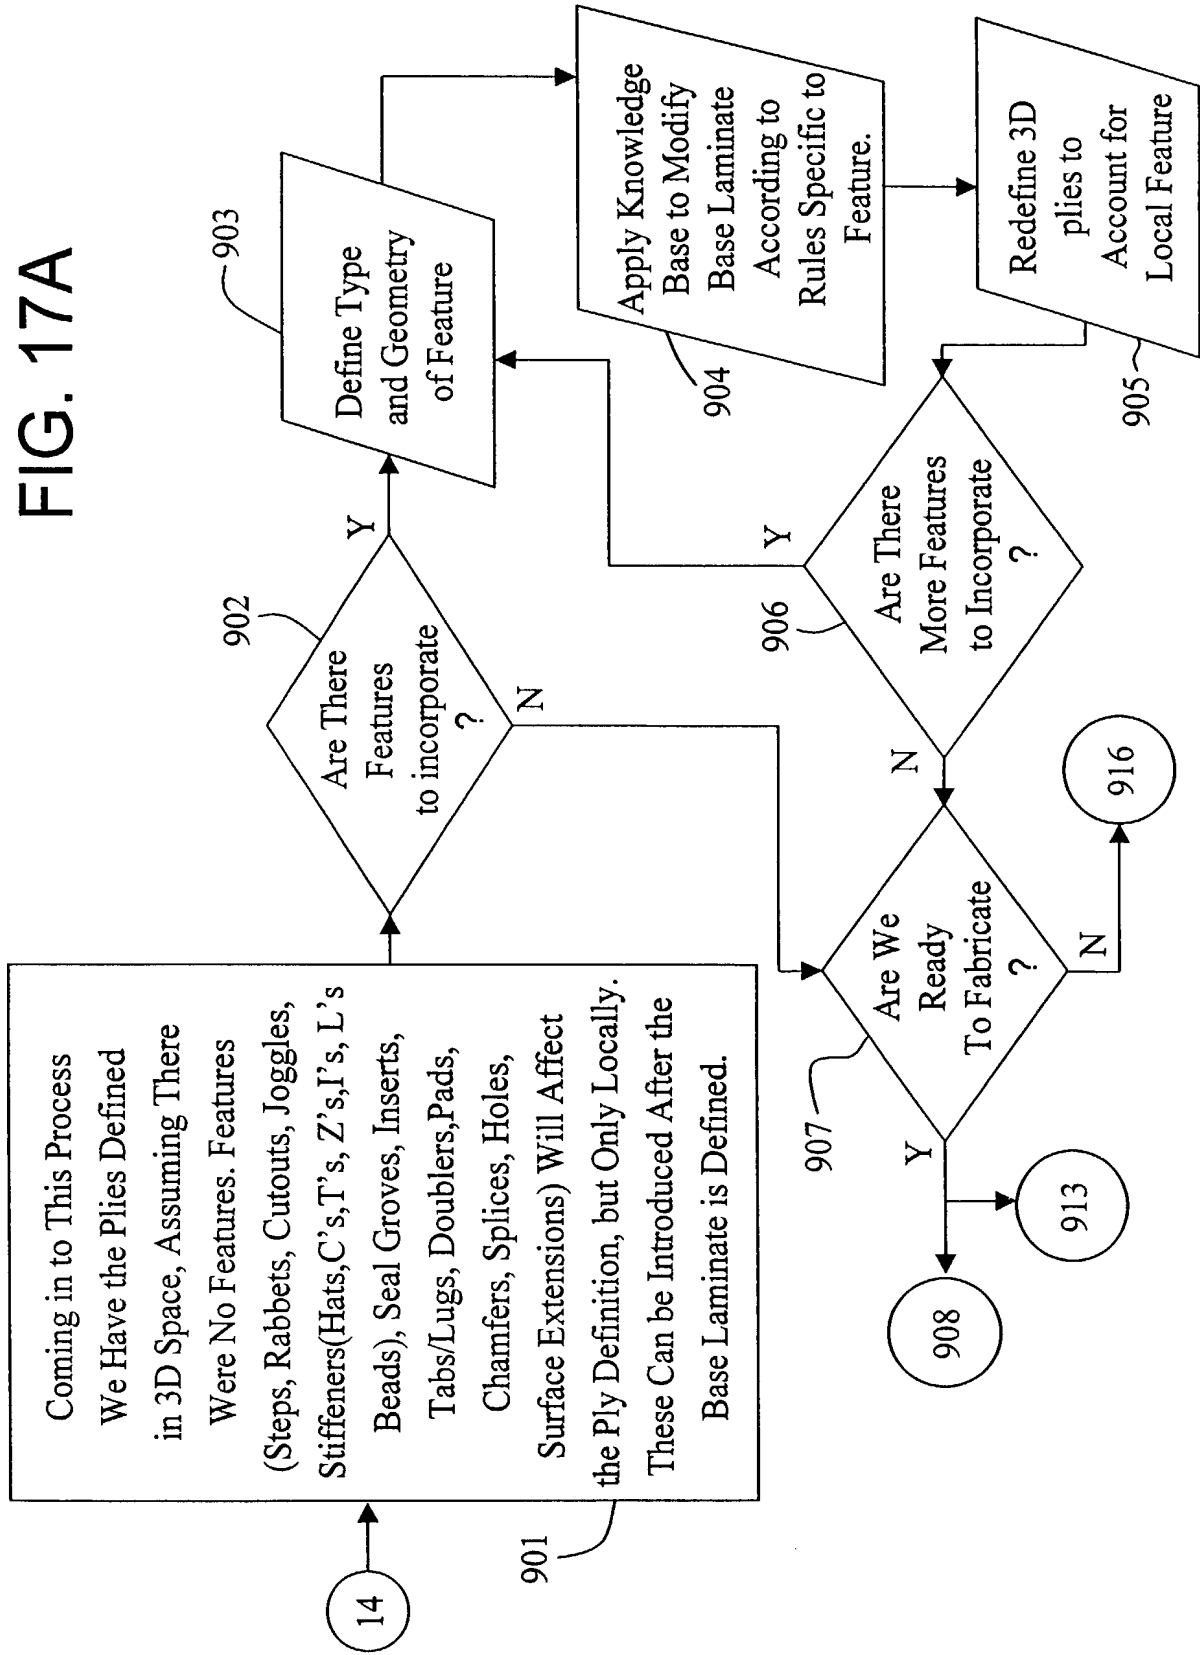 FIG. 17A
14
901
Coming in to This Process
We Have the Plies Defined
in 3D Space, Assuming There
Were No Features. Features
(Steps, Rabbets, Cutouts, Joggles,
Stiffeners(Hats,C's,T's, Z's,I's, L's
Beads), Seal Groves, Inserts,
Tabs/Lugs, Doublers,Pads,
Chamfers, Splices, Holes,
Surface Extensions) Will Affect
the Ply Definition, but Only Locally.
These Can be Introduced After the
Base Laminate is Defined.
902
Are There
Features
to incorporate
?
Y
N
903
Define Type
and Geometry
of Feature
904
Apply Knowledge
Base to Modify
Base Laminate
According to
Rules Specific to
Feature.
905
Redefine 3D
plies to
Account for
Local Feature
906
Are There
More Features
to Incorporate
?
Y
N
907
Are We
Ready
To Fabricate
?
Y
N
908
913
916